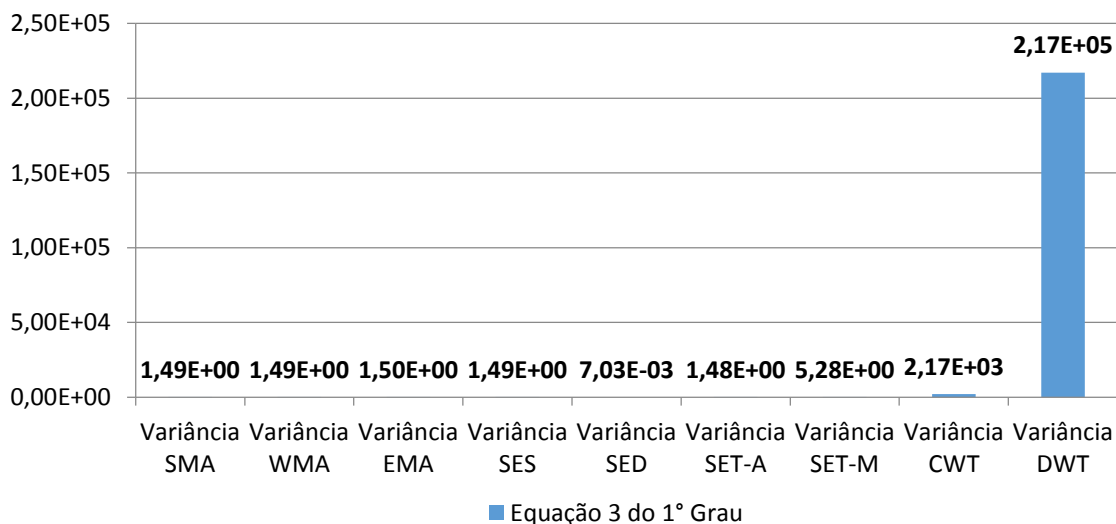 2,50E+05
2,17E+05
2,00E+05
1,50E+05
1,00E+05
5,00E+04
1,49E+00 1,49E+00 1,50E+00 1,49E+00 7,03E-03 1,48E+00 5,28E+00 2,17E+03
0,00E+00
Variância Variância Variância Variância Variância Variância Variância Variância Variância
SMA WMA EMA SES SED SET-A SET-M CWT DWT
Equação 3 do 1° Grau